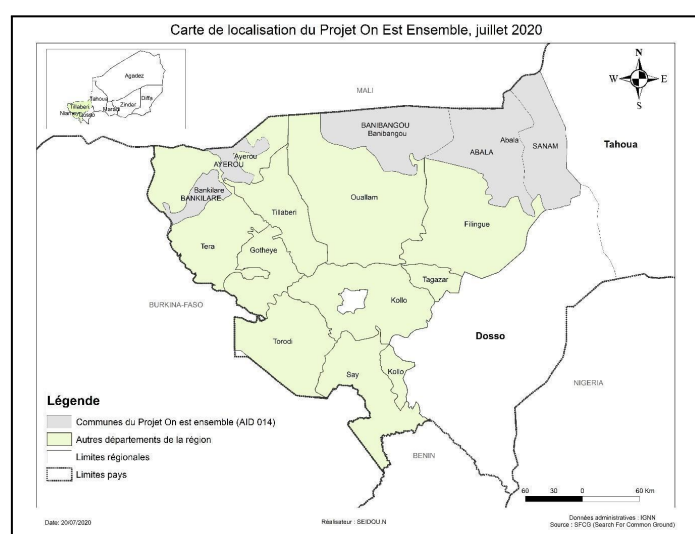 Carte de localisation du Projet On Est Ensemble, juillet 2020
Agadez
Tahoua
Diffa
Zinder
Maradi
Tillaberi
Niamey
Dosso
MALI
N
W
E
S
BANIBANGOU
Banibangou
Abala
ABALA
SANAM
Tahoua
Ayerou
AYEROU
Bankilare
BANKILARE
Ouallam
Tillaberi
Filingue
Tera
Gotheye
Tagazar
Kollo
BURKINA-FASO
Dosso
Torodi
Say
Kollo
NIGERIA
BENIN
Légende
Communes du Projet On est ensemble (AID 014)
Autres départements de la région
Limites régionales
Limites pays
60 30 0 60 Km
Date: 20/07/2020
Réalisateur : SEIDOU.N
Données administratives : IGNN
Source : SFCG (Search For Common Ground)